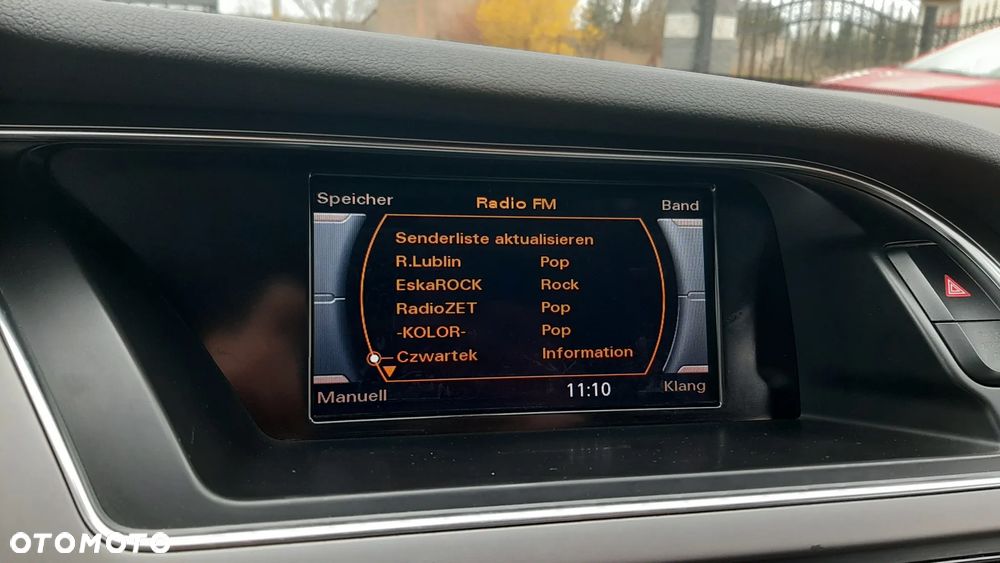 Speicher Radio FM Band
Senderliste aktualisieren
R.Lublin Pop
EskaROCK Rock
RadioZET Pop
-KOLOR- Pop
Czwartek Information
Manuell 11:10 Klang
OTOMOTO